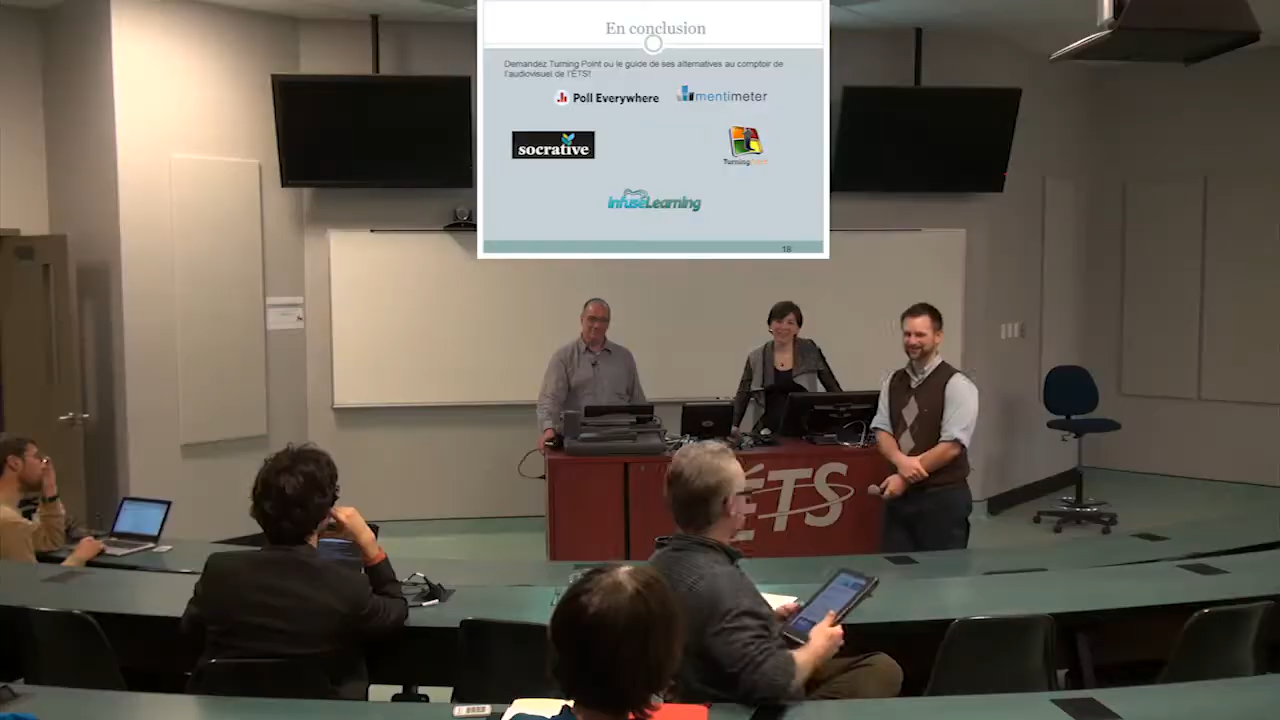 En conclusion
Demandez Turning Point ou le guide de ses alternatives au comptoir de
l'audiovisuel de l'ÉTS!
Poll Everywhere
mentimeter
socrative
TurningPoint
infuseLearning
18
ÉTS